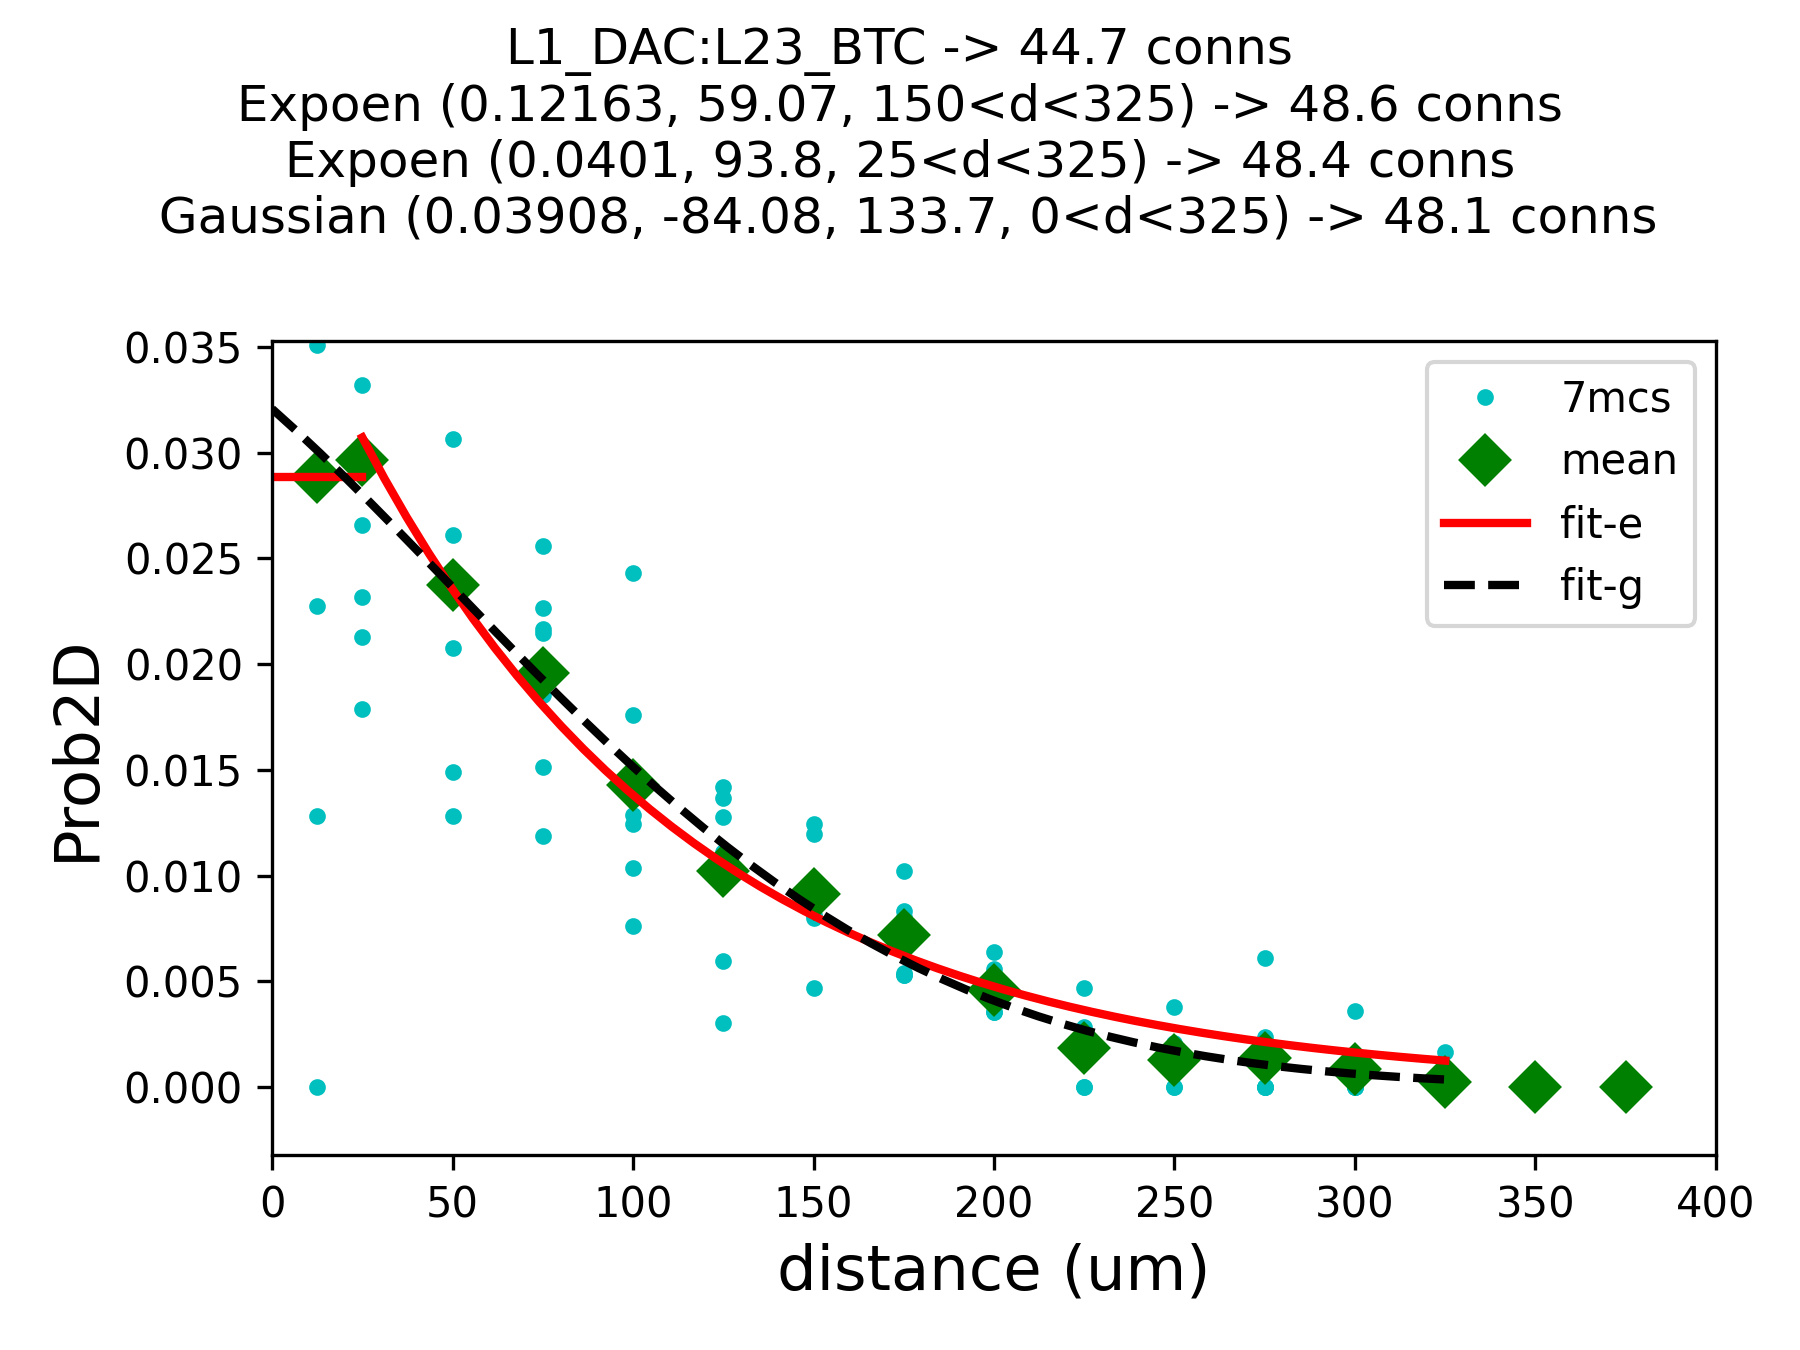 L1_DAC:L23_BTC -> 44.7 conns
Expoen (0.12163, 59.07, 150<d<325) -> 48.6 conns
Expoen (0.0401, 93.8, 25<d<325) -> 48.4 conns
Gaussian (0.03908, -84.08, 133.7, 0<d<325) -> 48.1 conns
0.035
0.030
0.025
0.020
0.015
0.010
0.005
0.000
Prob2D
7mcs
mean
fit-e
fit-g
0 50 100 150 200 250 300 350 400
distance (um)